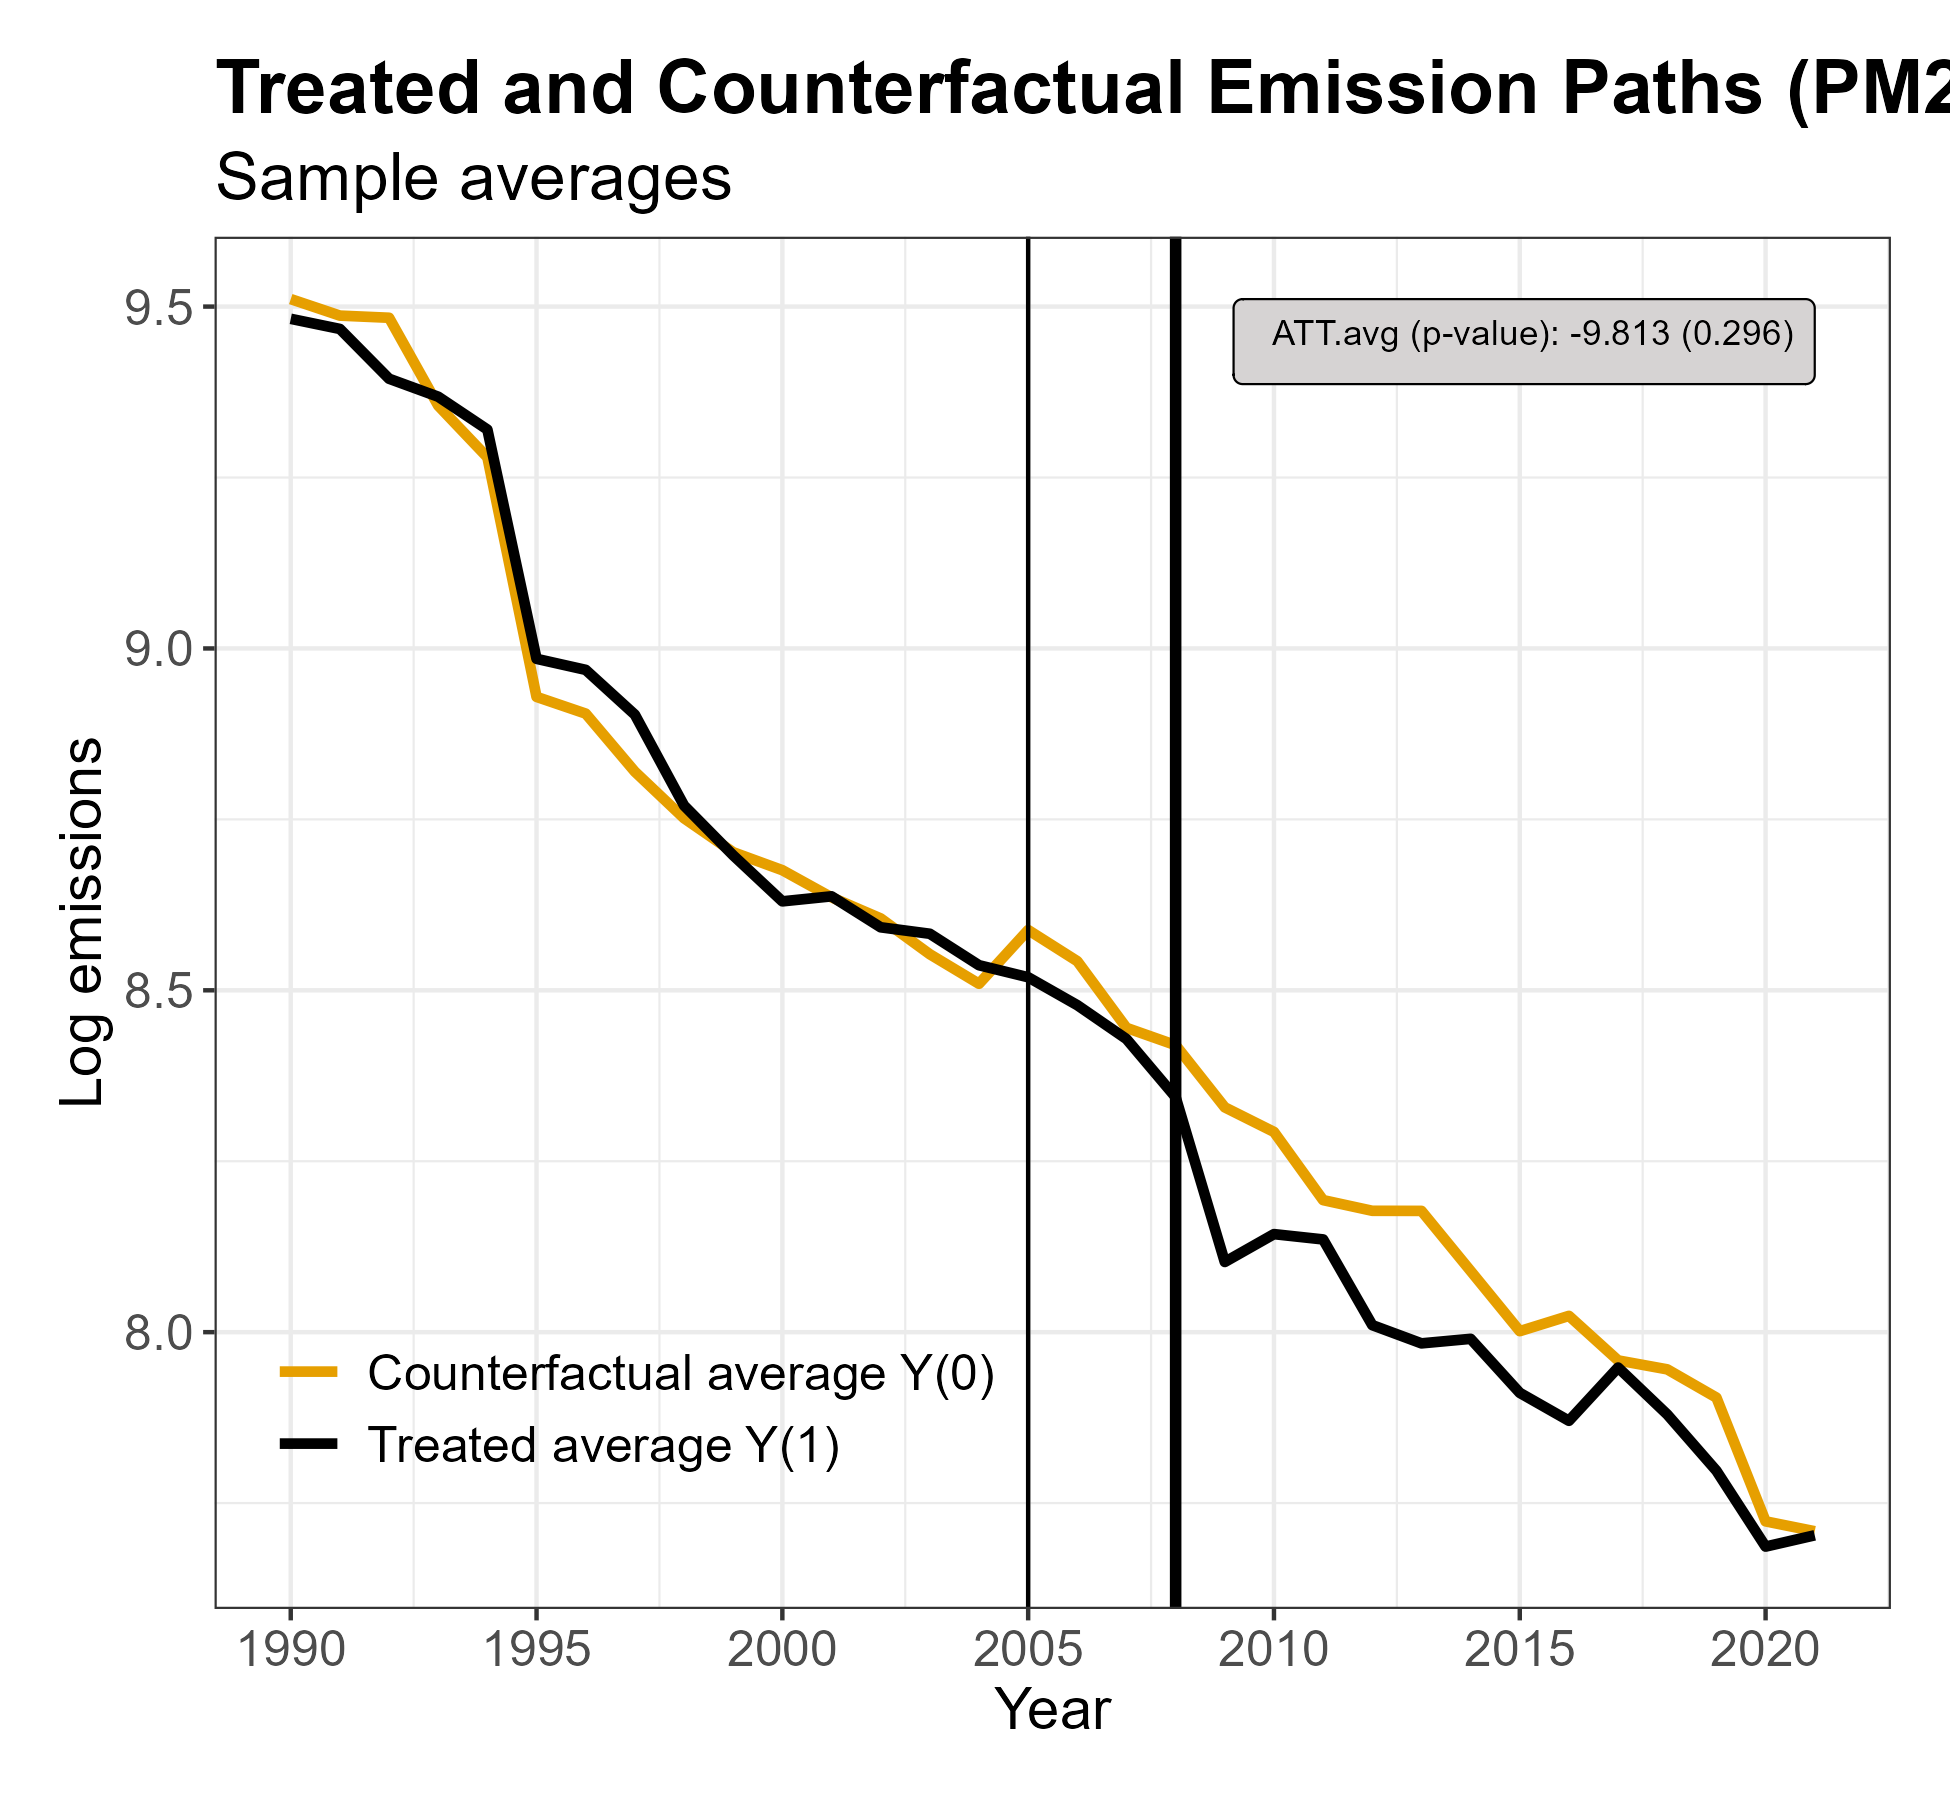 Treated and Counterfactual Emission Paths (PM2
Sample averages
ATT.avg (p-value): -9.813 (0.296)
9.5
9.0
8.5
8.0
Log emissions
Counterfactual average Y(0)
Treated average Y(1)
1990 1995 2000 2005 2010 2015 2020
Year